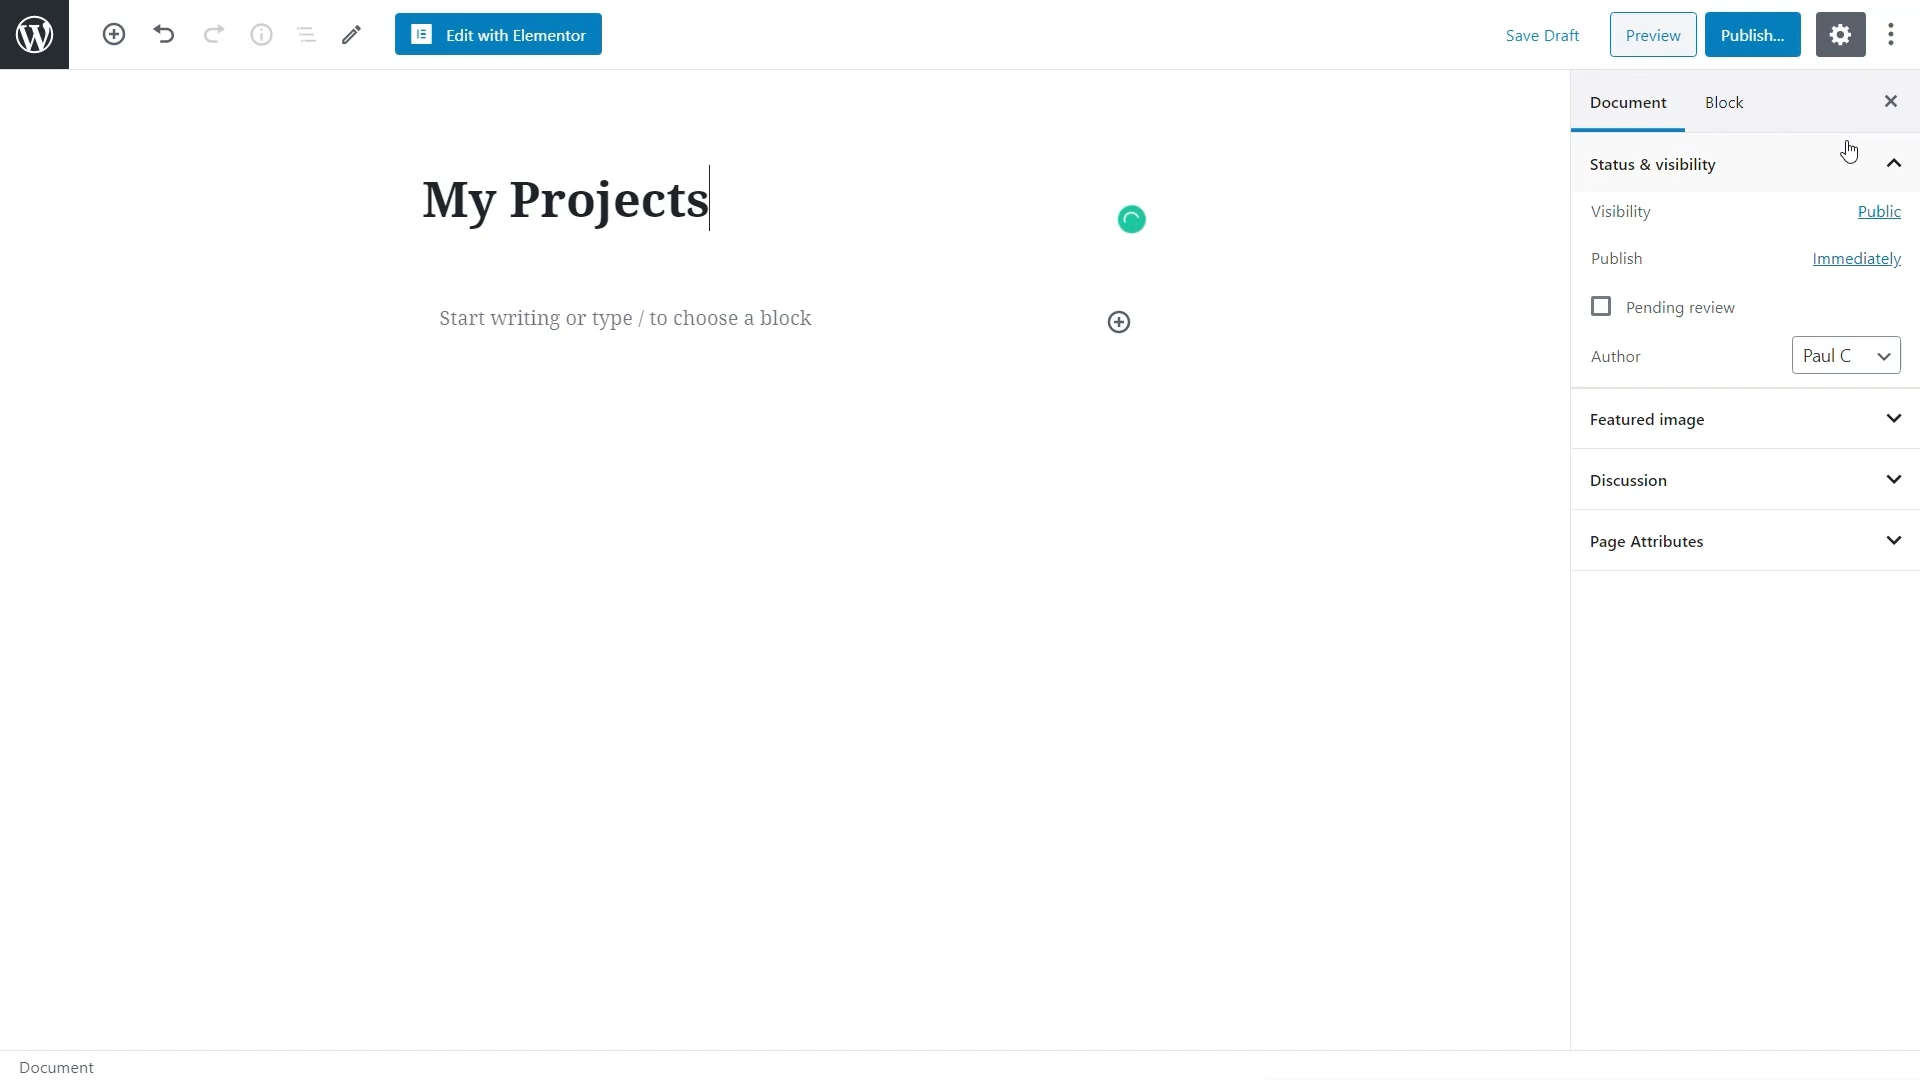 Edit with Elementor
Save Draft
Preview
Publish...
Document
Block
My Projects
Status & visibility
Visibility
Public
Publish
Immediately
Start writing or type / to choose a block
Pending review
Author
Paul C
Featured image
Discussion
Page Attributes
Document